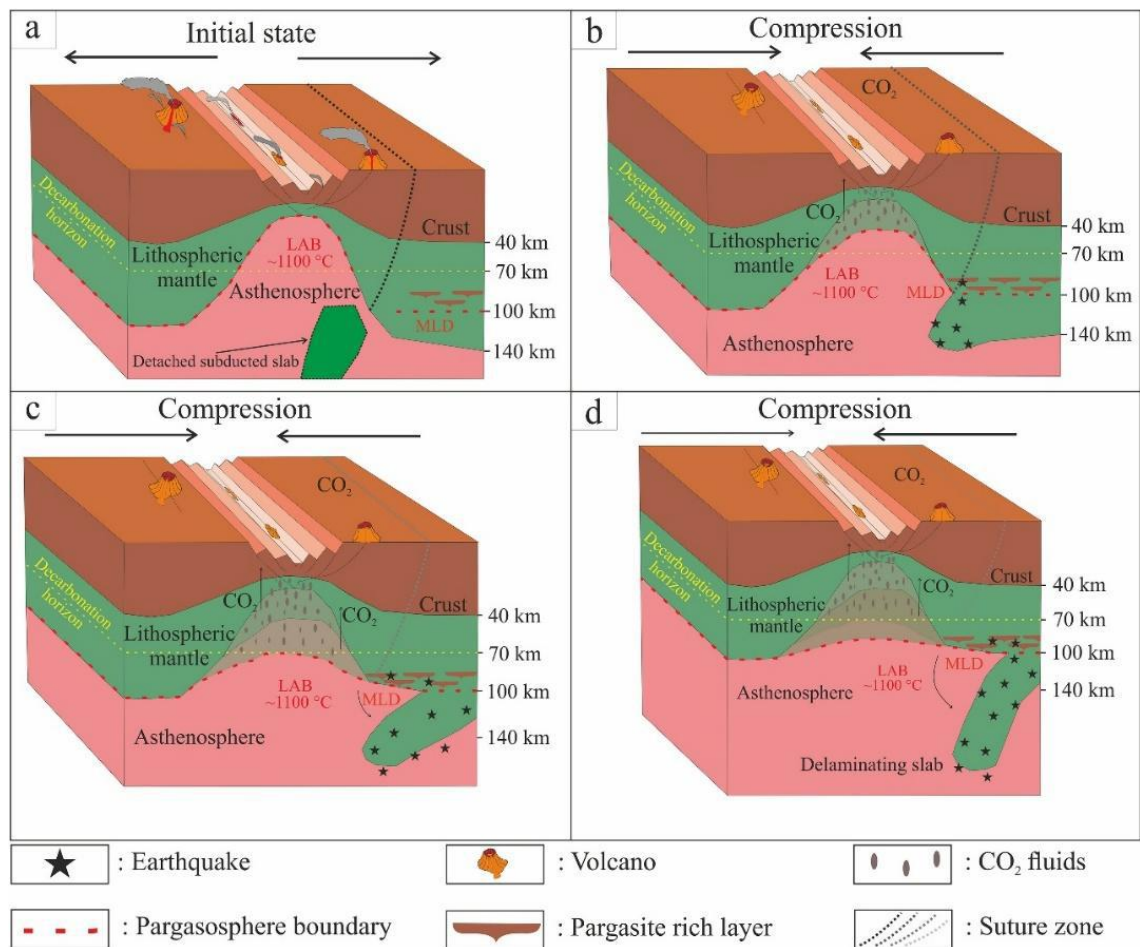 a
Initial state
Decarbonation
horizon
Lithospheric
mantle
LAB
~1100 °C
Asthenosphere
Detached subducted slab
Crust
MLD
40 km
70 km
100 km
140 km
b
Compression
CO₂
CO₂
Decarbonation
horizon
Lithospheric
mantle
LAB
~1100 °C
Asthenosphere
Crust
MLD
40 km
70 km
100 km
140 km
c
Compression
CO₂
CO₂
CO₂
Decarbonation
horizon
Lithospheric
mantle
LAB
~1100 °C
Asthenosphere
Crust
MLD
40 km
70 km
100 km
140 km
d
Compression
CO₂
CO₂
Decarbonation
horizon
Lithospheric
mantle
LAB
~1100 °C
Asthenosphere
Delaminating slab
Crust
MLD
40 km
70 km
100 km
140 km
: Earthquake
: Volcano
: CO₂ fluids
: Pargasosphere boundary
: Pargasite rich layer
: Suture zone